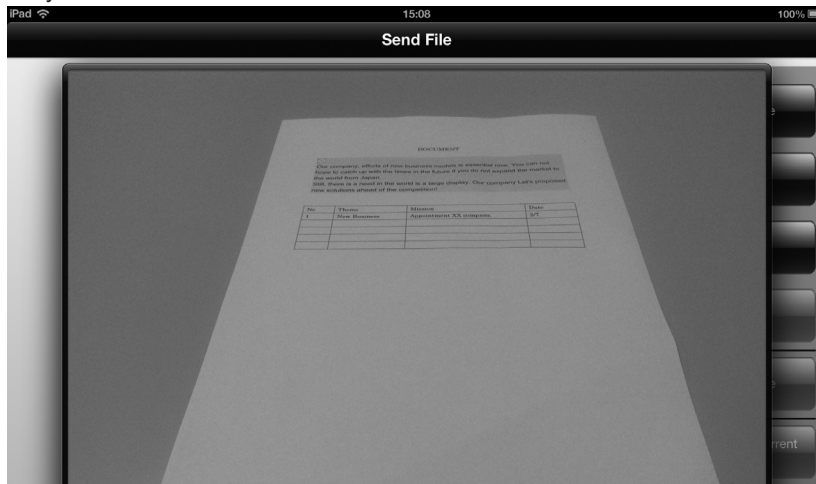 iPad 15:08 100%
Send File
DOCUMENT
Our company, efforts of new business models is essential now. You can not
hope to catch up with the times in the future if you do not expand the market to
the world from Japan.
Still, there is a need in the world is a large display. Our company Let's proposed
new solutions ahead of the competition!
No Theme Mission Date
1 New Business Appointment XX company. 2/7